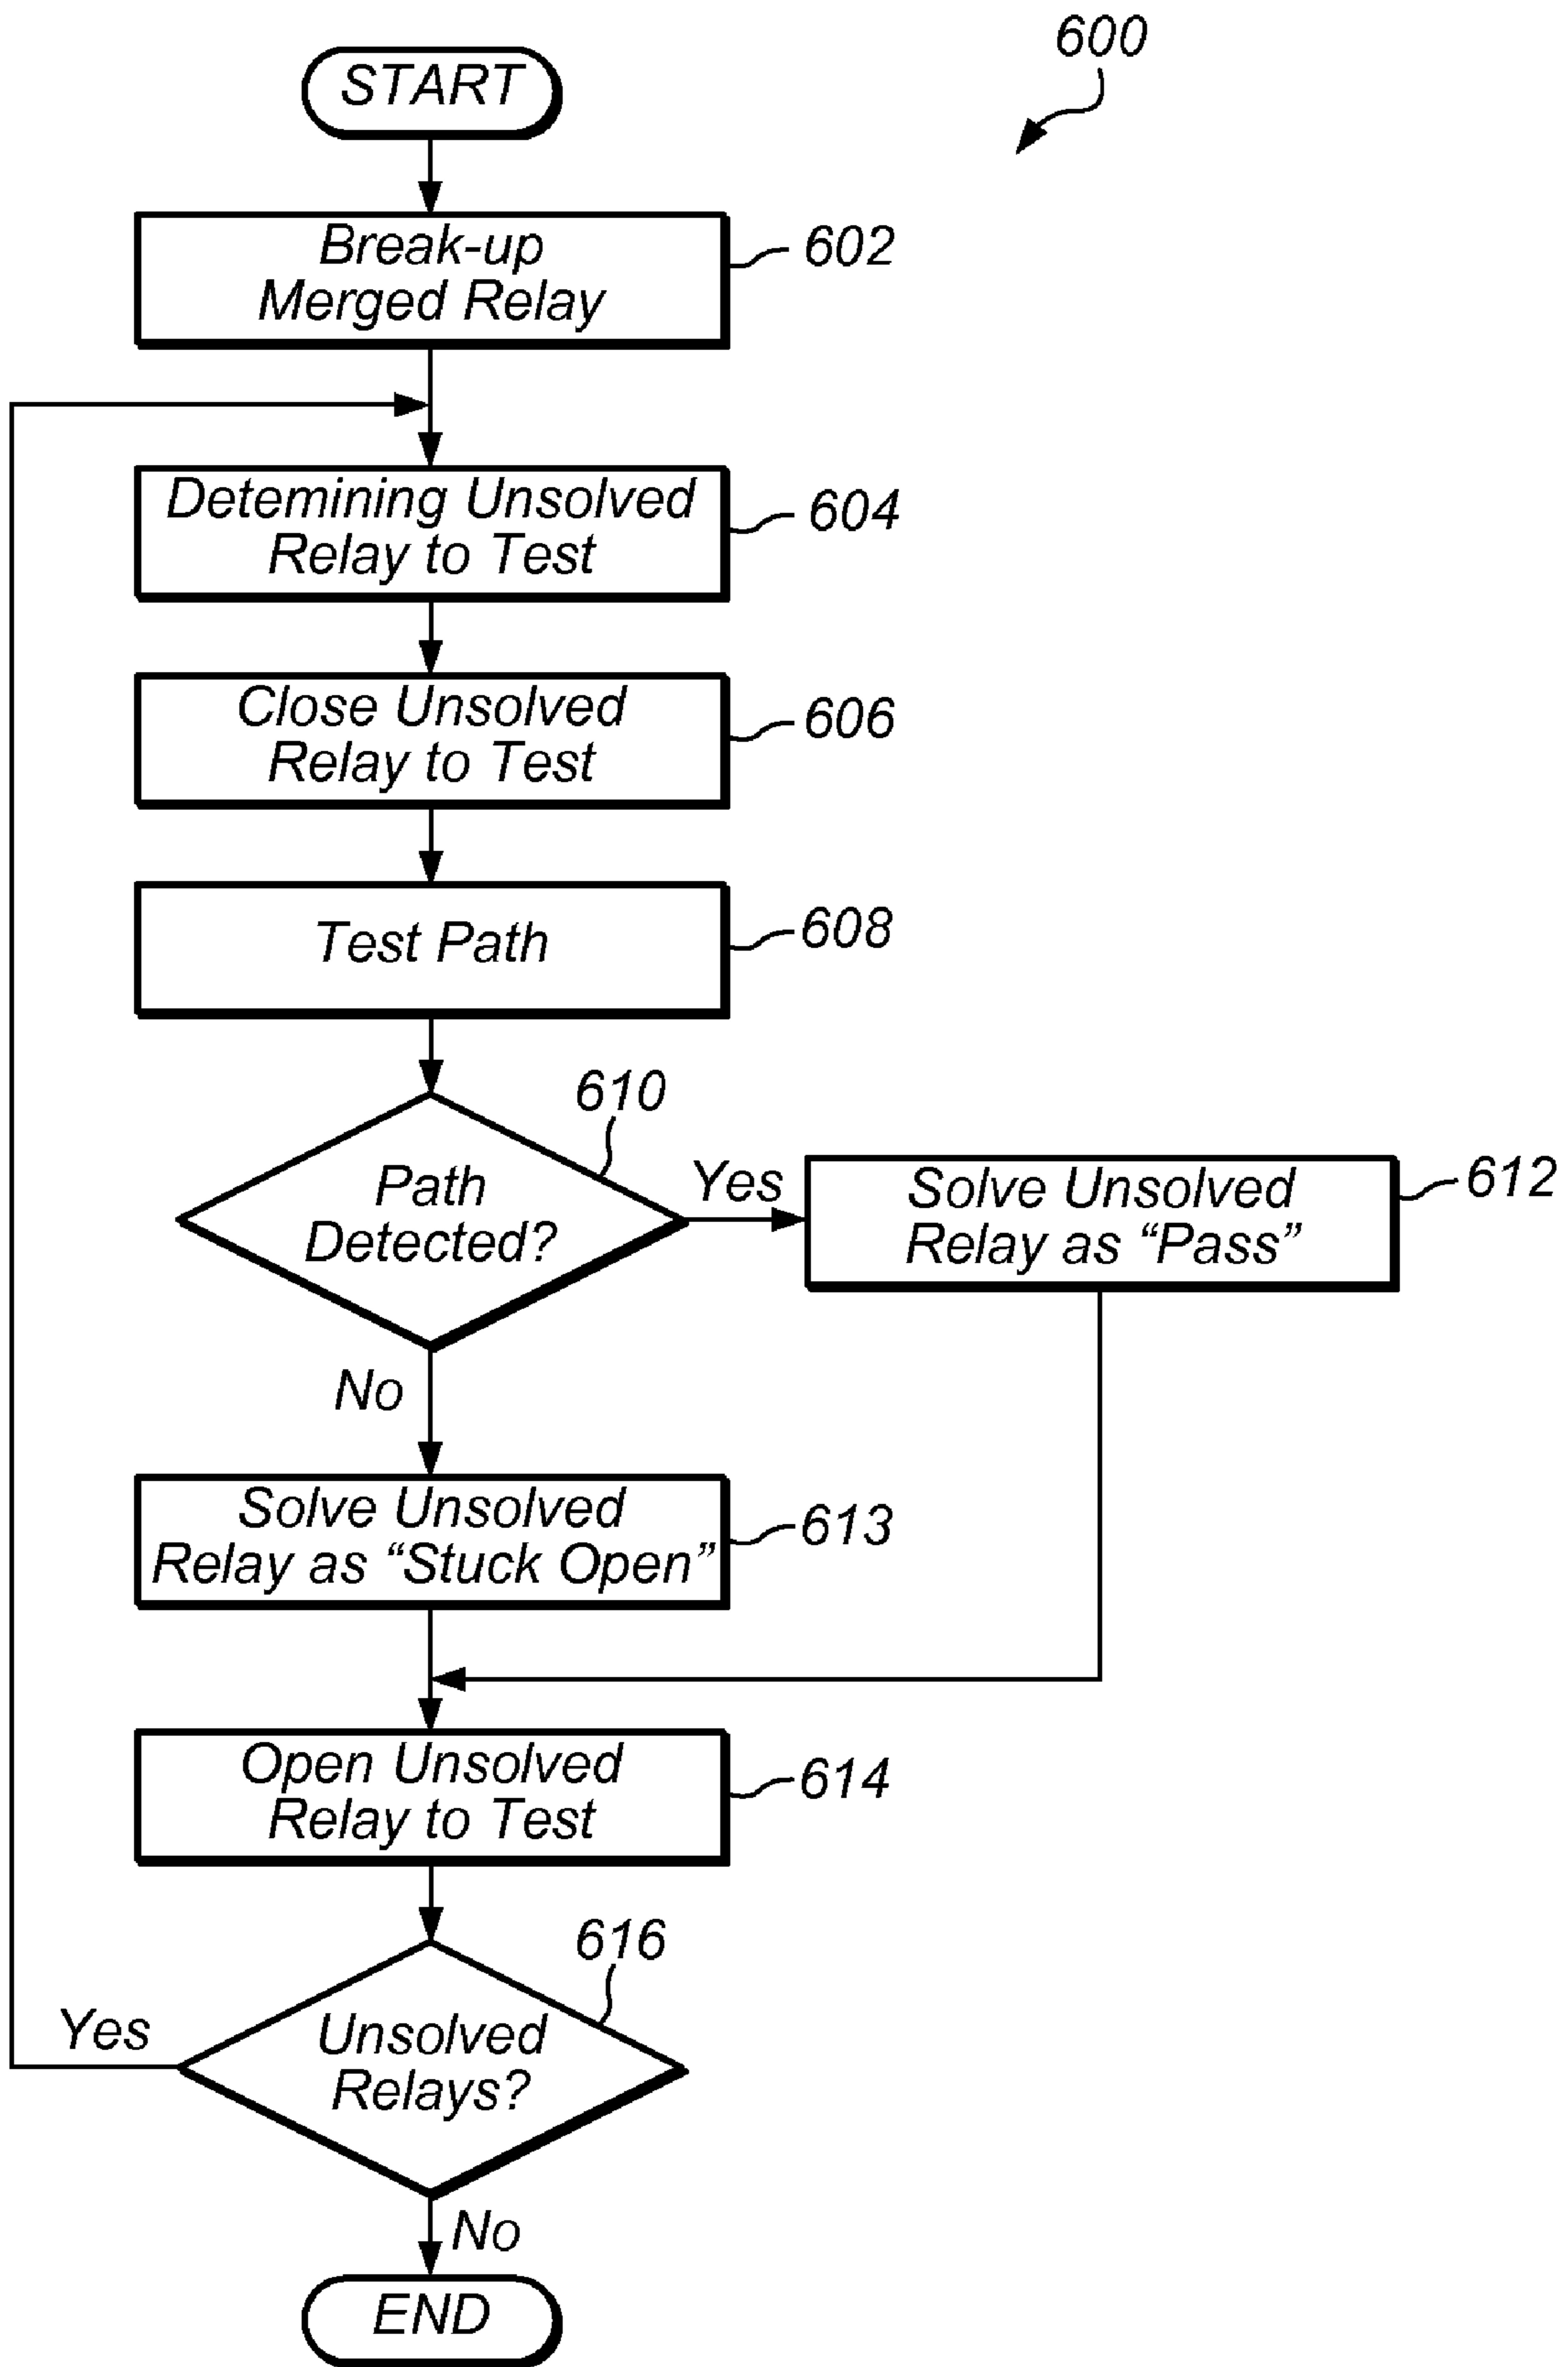 600
START
Break-up
Merged Relay
602
Detemining Unsolved
Relay to Test
604
Close Unsolved
Relay to Test
606
Test Path
608
610
Path
Detected?
Yes
Solve Unsolved
Relay as “Pass”
612
No
Solve Unsolved
Relay as “Stuck Open”
613
Open Unsolved
Relay to Test
614
616
Unsolved
Relays?
Yes
No
END